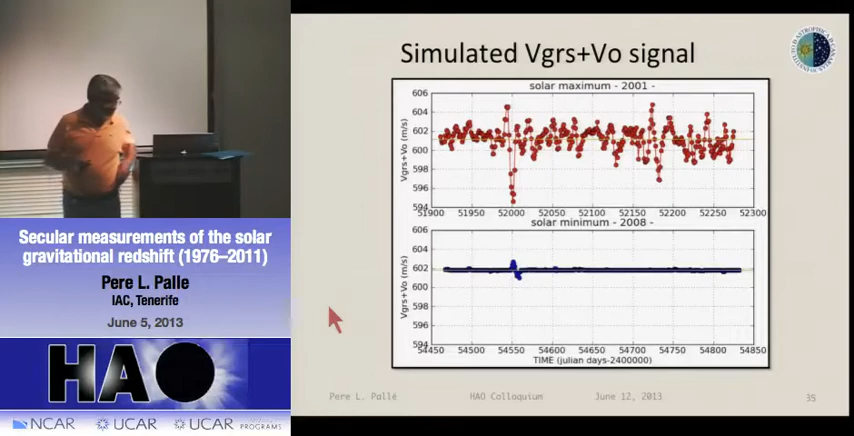 Simulated Vgrs+Vo signal
solar maximum - 2001 -
606
604
602
600
598
596
594
Vgrs+Vo (m/s)
51900 51950 52000 52050 52100 52150 52200 52250 52300
solar minimum - 2008 -
606
604
602
600
598
596
594
Vgrs+Vo (m/s)
54450 54500 54550 54600 54650 54700 54750 54800 54850
TIME (julian days-2400000)
Pere L. Pallé HAO Colloquium June 12, 2013 35
Secular measurements of the solar
gravitational redshift (1976–2011)
Pere L. Palle
IAC, Tenerife
June 5, 2013
HAO
NCAR UCAR UCAR
PROGRAMS